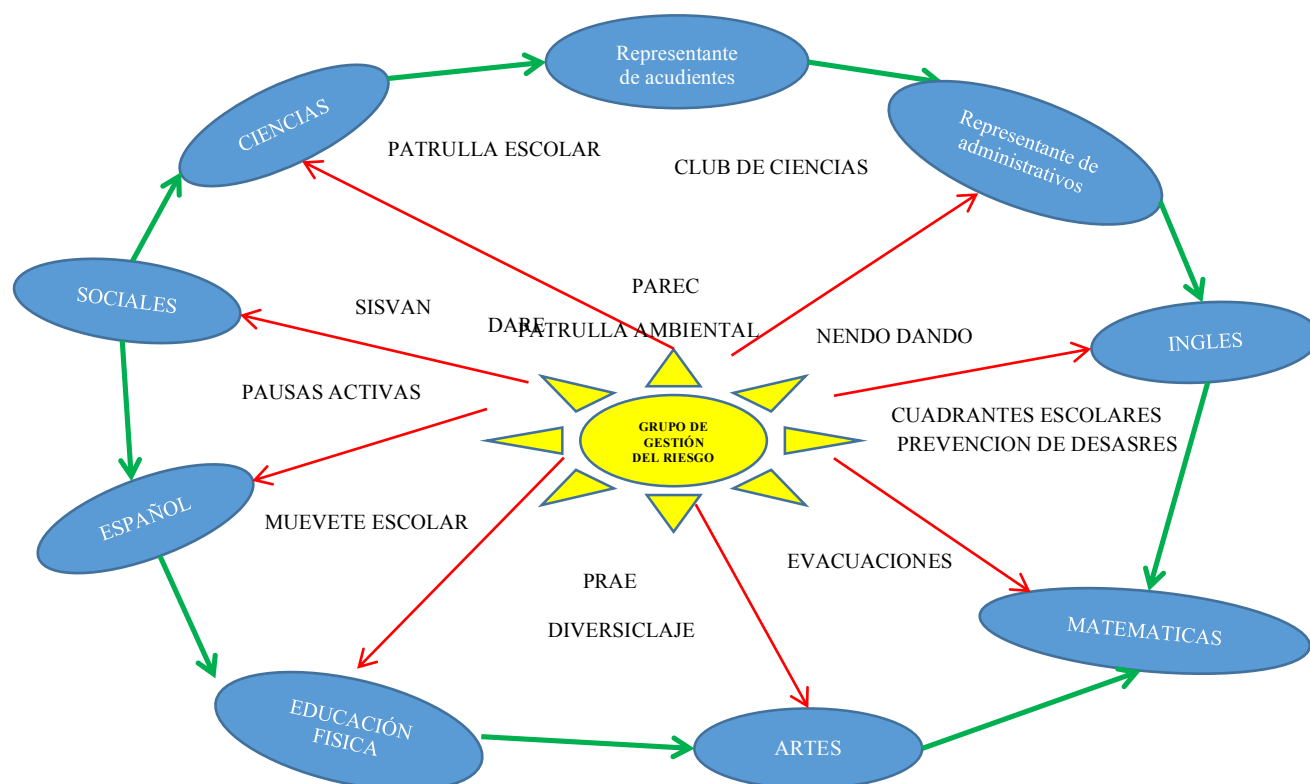 Representante
de acudientes
CIENCIAS
Representante de
administrativos
PATRULLA ESCOLAR
CLUB DE CIENCIAS
SOCIALES
SISVAN
PAREC
DARE
PATRULLA AMBIENTAL
NENDO DANDO
INGLES
PAUSAS ACTIVAS
CUADRANTES ESCOLARES
PREVENCION DE DESASRES
GRUPO DE
GESTIÓN
DEL RIESGO
ESPAÑOL
MUEVETE ESCOLAR
EVACUACIONES
PRAE
DIVERSICLAJE
MATEMATICAS
EDUCACIÓN
FISICA
ARTES